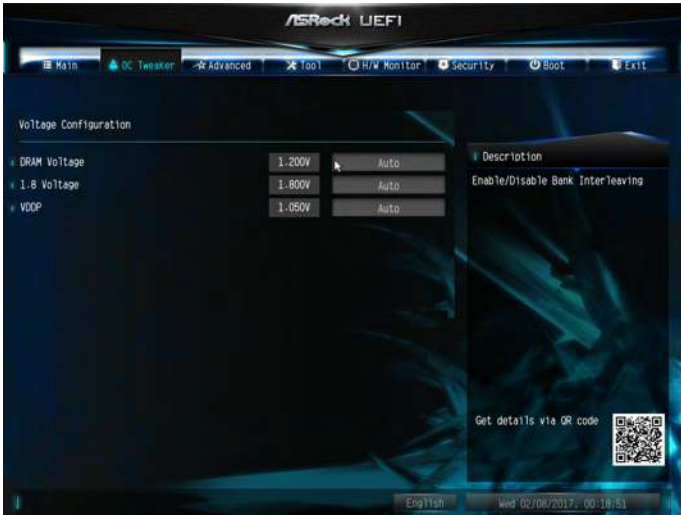 ASRock UEFI
Main OC Tweaker Advanced Tool H/W Monitor Security Boot Exit
Voltage Configuration
DRAM Voltage 1.200V Auto
1.8 Voltage 1.800V Auto
VDDP 1.050V Auto
Description
Enable/Disable Bank Interleaving
Get details via QR code
English Wed 02/08/2017. 00:18:51